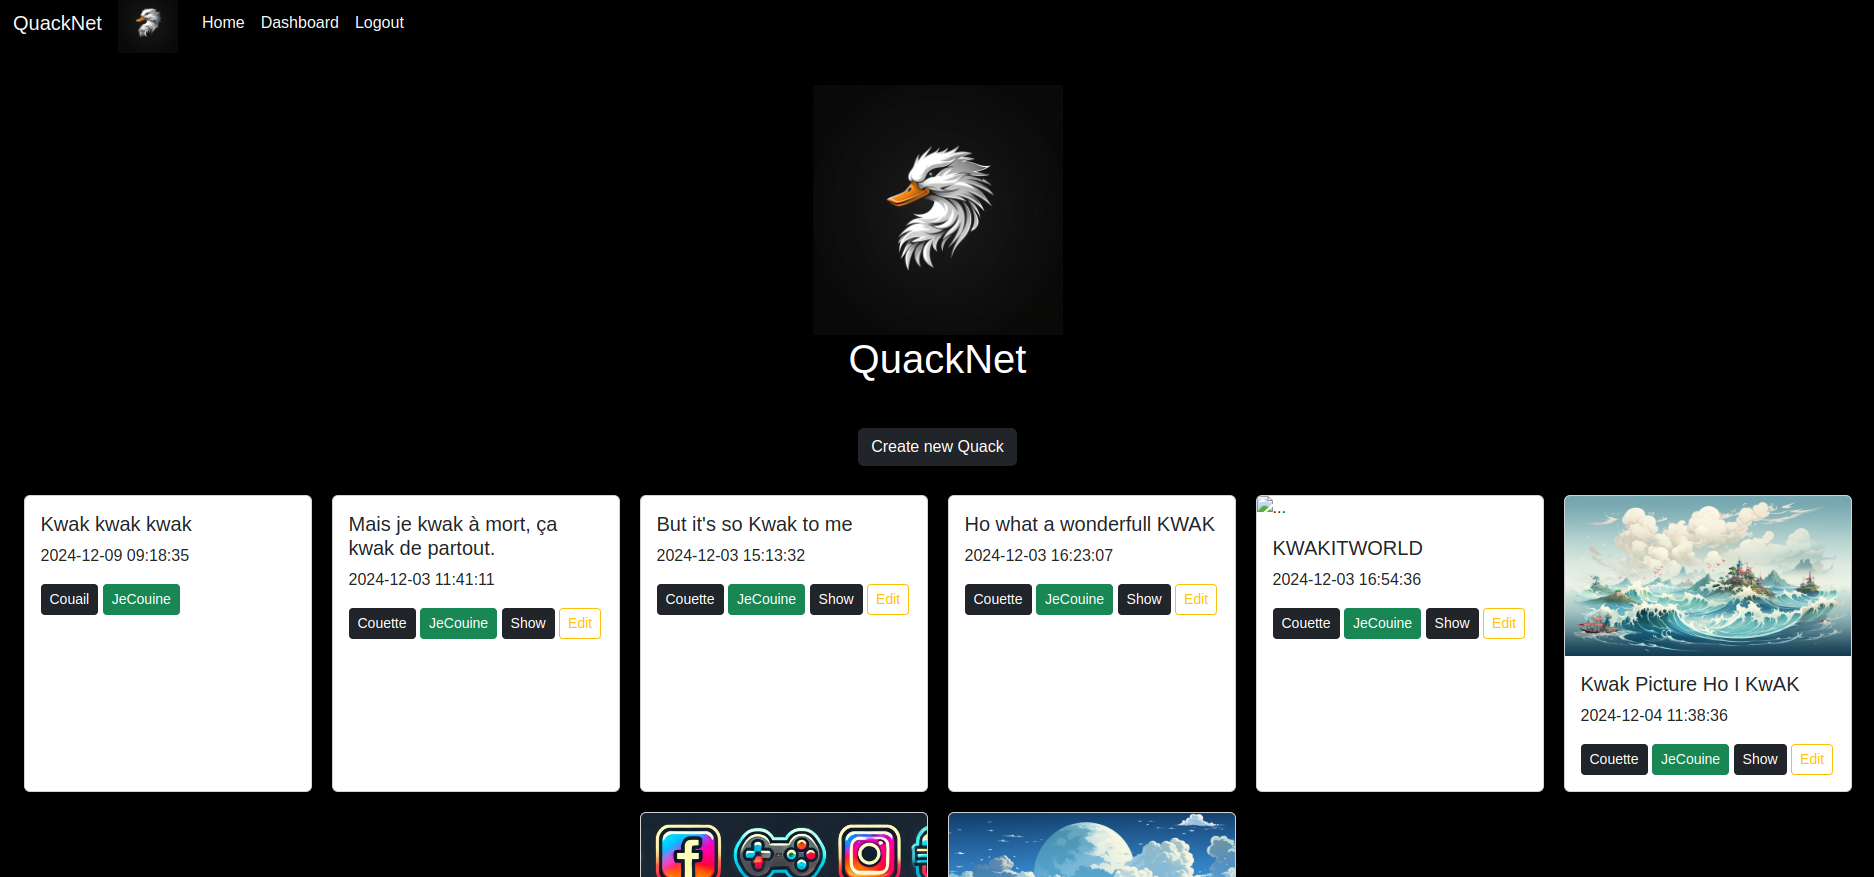 QuackNet Home Dashboard Logout
QuackNet
Create new Quack
Kwak kwak kwak
2024-12-09 09:18:35
Couail JeCouine
Mais je kwak à mort, ça
kwak de partout.
2024-12-03 11:41:11
Couette JeCouine Show Edit
But it's so Kwak to me
2024-12-03 15:13:32
Couette JeCouine Show Edit
Ho what a wonderfull KWAK
2024-12-03 16:23:07
Couette JeCouine Show Edit
...
KWAKITWORLD
2024-12-03 16:54:36
Couette JeCouine Show Edit
Kwak Picture Ho I KwAK
2024-12-04 11:38:36
Couette JeCouine Show Edit